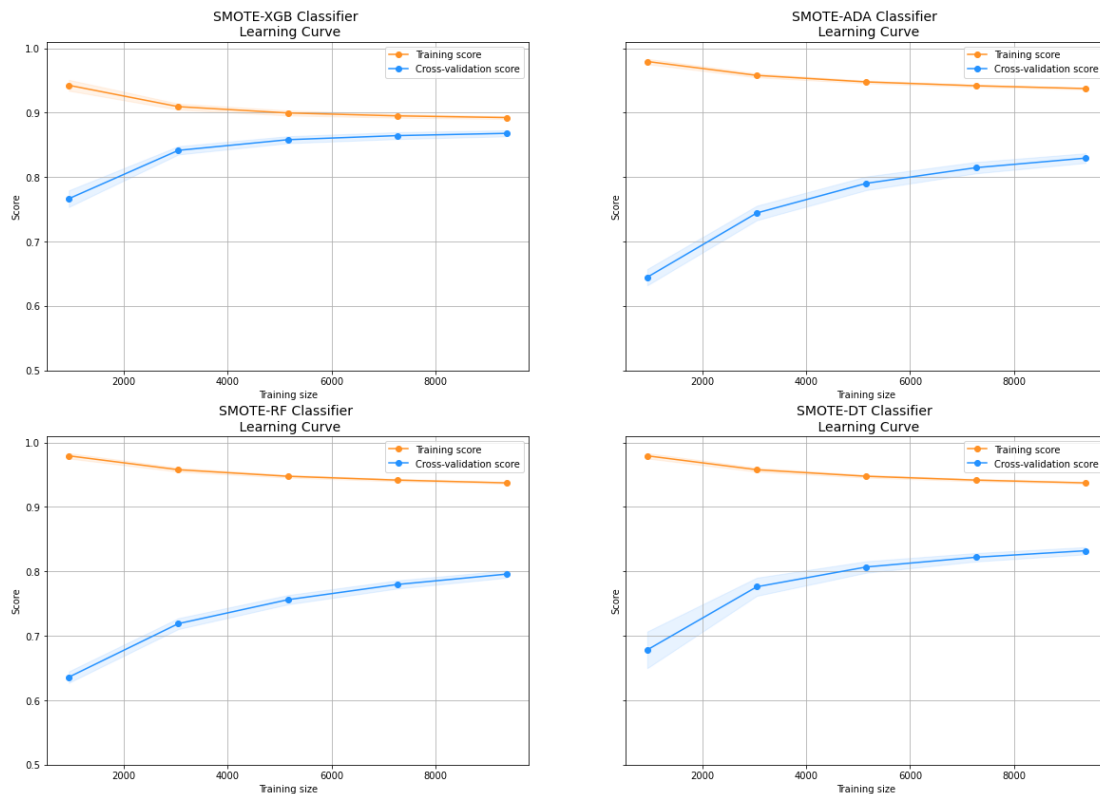 SMOTE-XGB Classifier
Learning Curve
Training score
Cross-validation score
1.0
0.9
0.8
0.7
0.6
0.5
Score
2000 4000 6000 8000
Training size
SMOTE-ADA Classifier
Learning Curve
Training score
Cross-validation score
Score
2000 4000 6000 8000
Training size
SMOTE-RF Classifier
Learning Curve
Training score
Cross-validation score
1.0
0.9
0.8
0.7
0.6
0.5
Score
2000 4000 6000 8000
Training size
SMOTE-DT Classifier
Learning Curve
Training score
Cross-validation score
Score
2000 4000 6000 8000
Training size